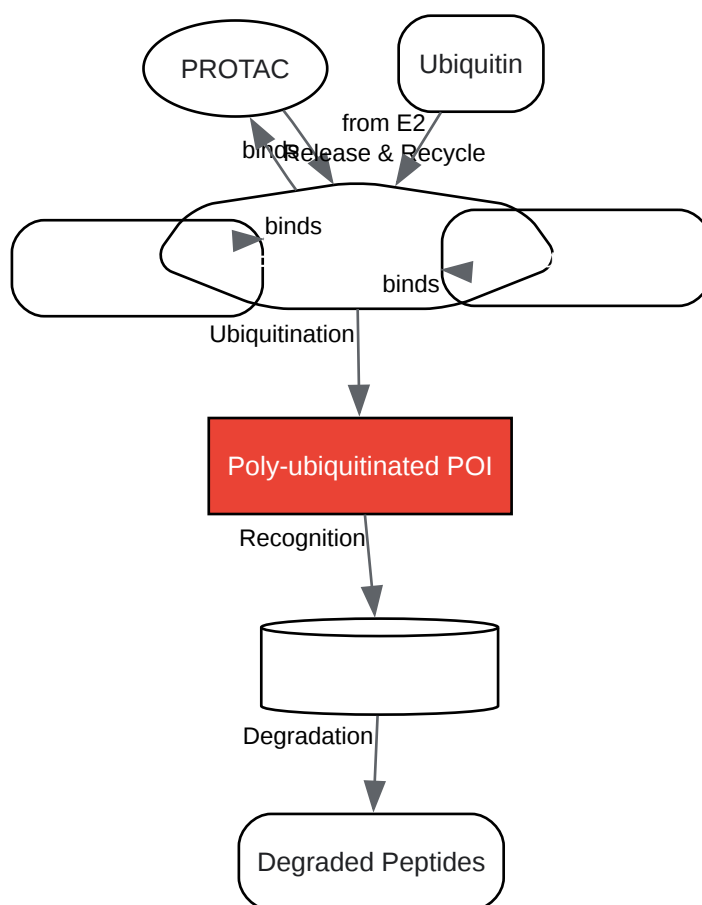 PROTAC
Ubiquitin
from E2
binds
Release & Recycle
binds
binds
Ubiquitination
Poly-ubiquitinated POI
Recognition
Degradation
Degraded Peptides